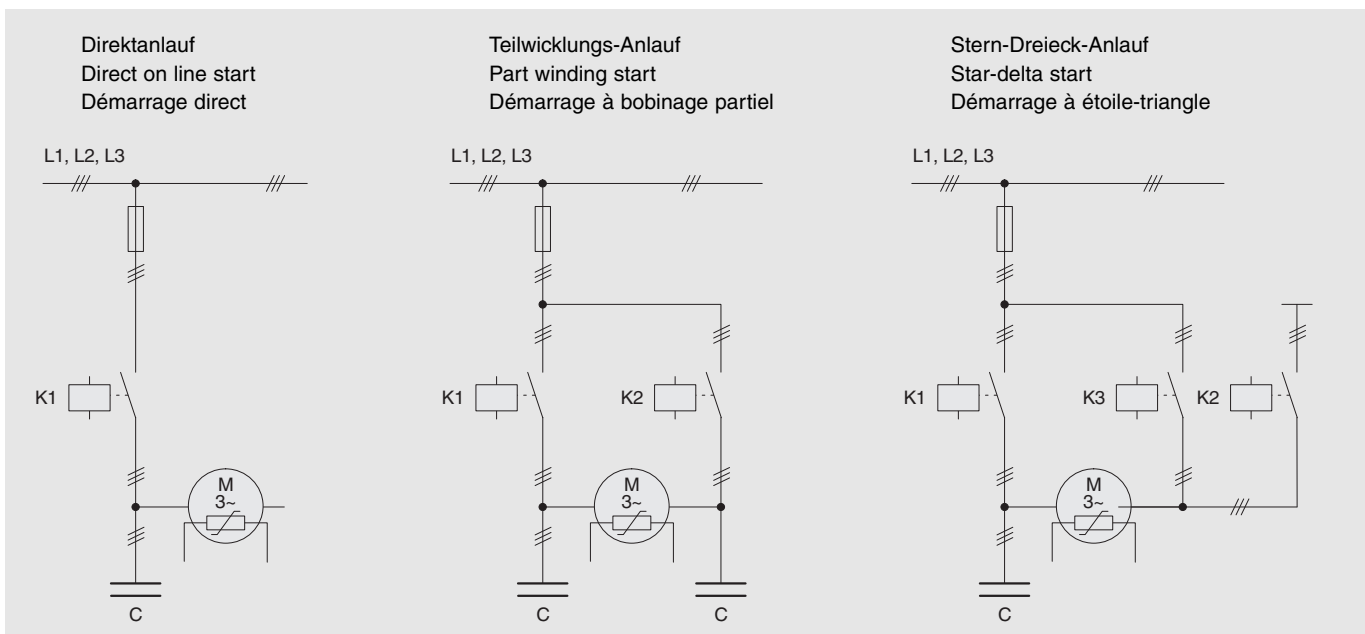 Direktanlauf
Direct on line start
Démarrage direct
Teilwicklungs-Anlauf
Part winding start
Démarrage à bobinage partiel
Stern-Dreieck-Anlauf
Star-delta start
Démarrage à étoile-triangle
L1, L2, L3
L1, L2, L3
L1, L2, L3
K1
K1
K2
K1
K3
K2
M
3~
M
3~
M
3~
C
C
C
C